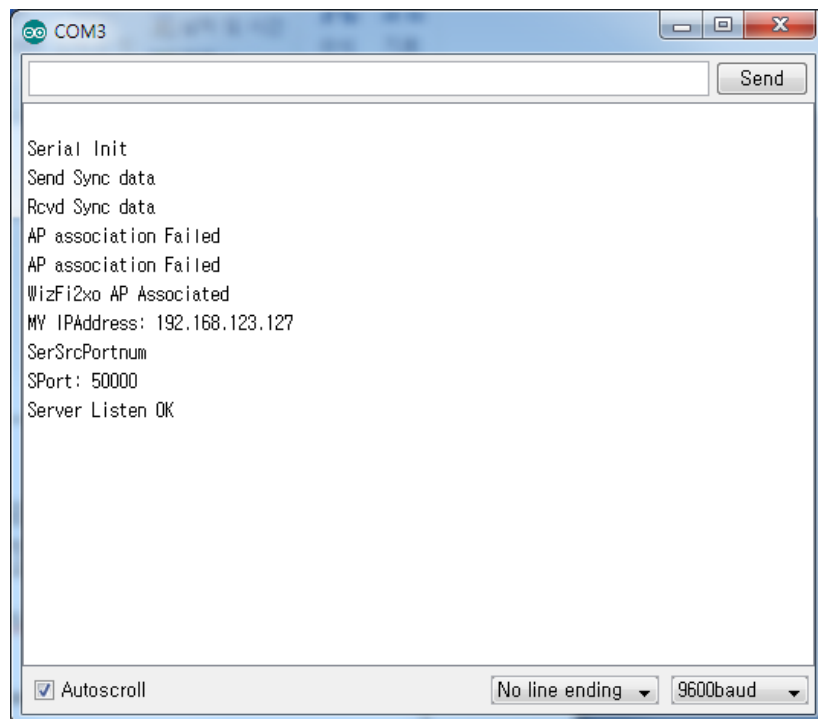 COM3
Send
Serial Init
Send Sync data
Rcvd Sync data
AP association Failed
AP association Failed
WizFi2xo AP Associated
MY IPAddress: 192.168.123.127
SerSrcPortnum
SPort: 50000
Server Listen OK
Autoscroll
No line ending
9600baud